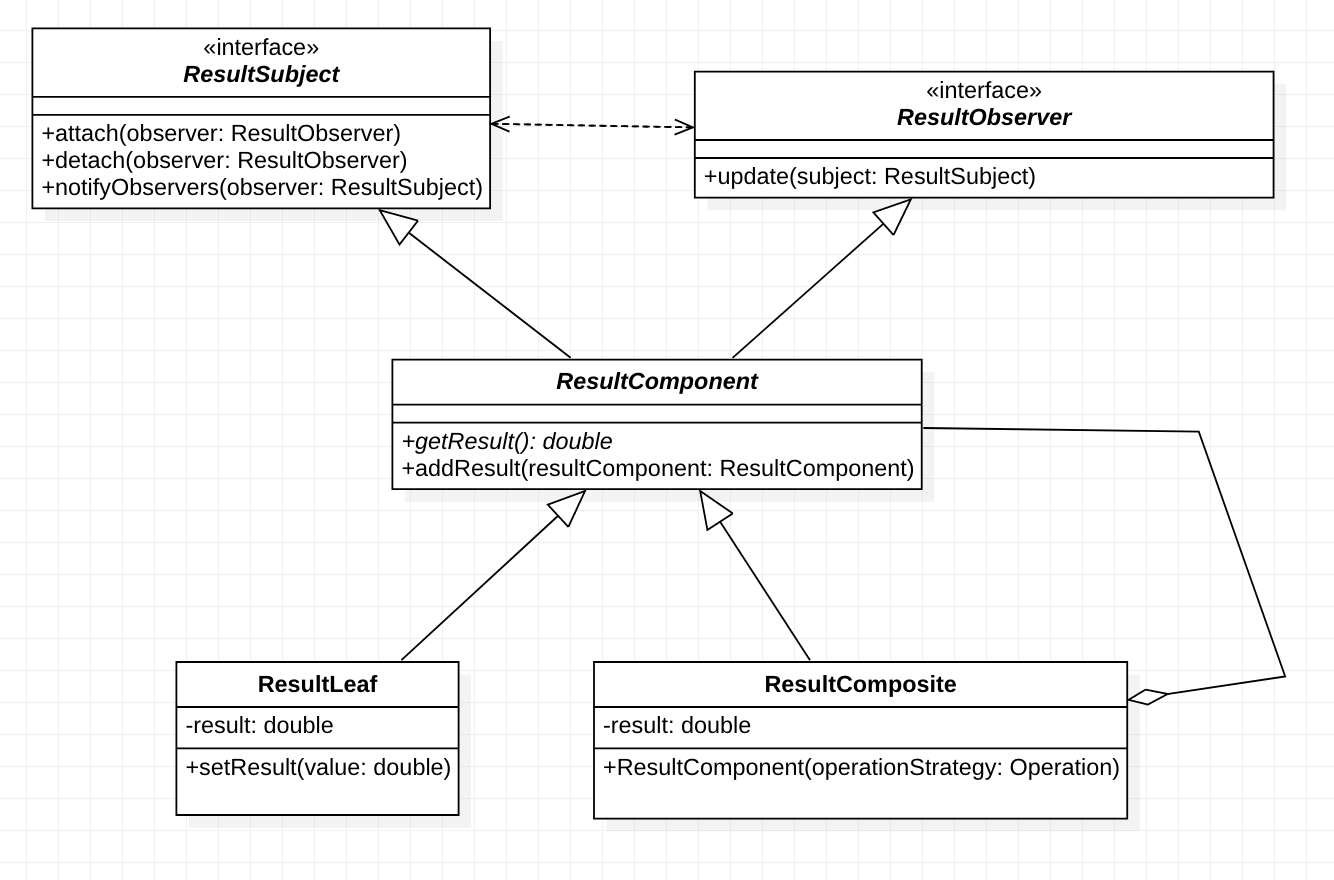 «interface»
ResultSubject
+attach(observer: ResultObserver)
+detach(observer: ResultObserver)
+notifyObservers(observer: ResultSubject)
«interface»
ResultObserver
+update(subject: ResultSubject)
ResultComponent
+getResult(): double
+addResult(resultComponent: ResultComponent)
ResultLeaf
-result: double
+setResult(value: double)
ResultComposite
-result: double
+ResultComponent(operationStrategy: Operation)